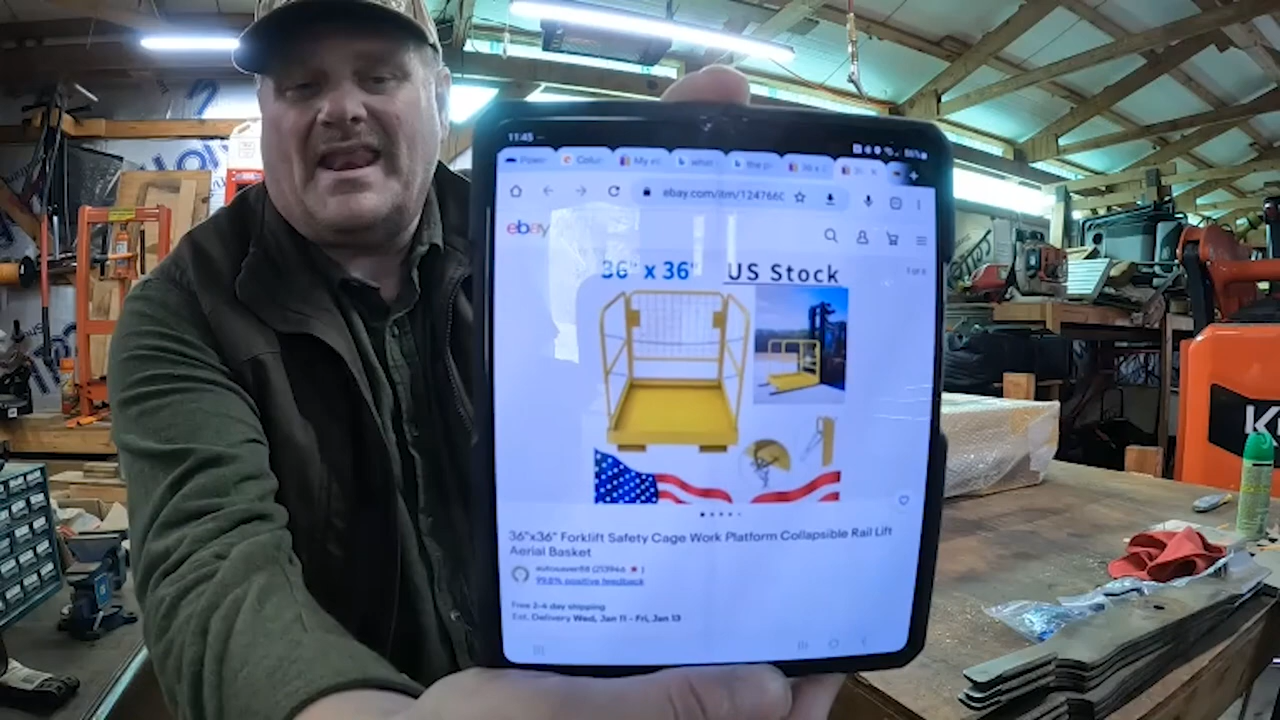 11:45
86%
ebay.com/itm/1247660
ebay
36" x 36" US Stock
36"x36" Forklift Safety Cage Work Platform Collapsible Rail Lift
Aerial Basket
99.8% positive feedback
Free 2-4 day shipping
Est. Delivery Wed, Jan 11 - Fri, Jan 13